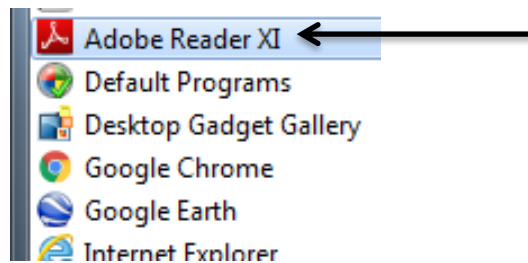 Adobe Reader XI
Default Programs
Desktop Gadget Gallery
Google Chrome
Google Earth
Internet Explorer